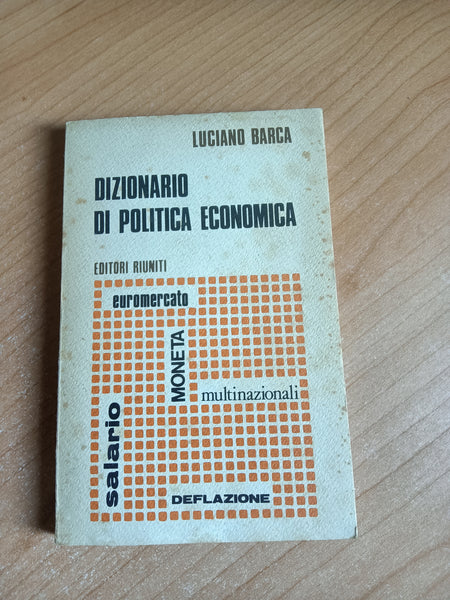 LUCIANO BARCA
DIZIONARIO
DI POLITICA ECONOMICA
EDITORI RIUNITI
euromercato
MONETA
multinazionali
salario
DEFLAZIONE